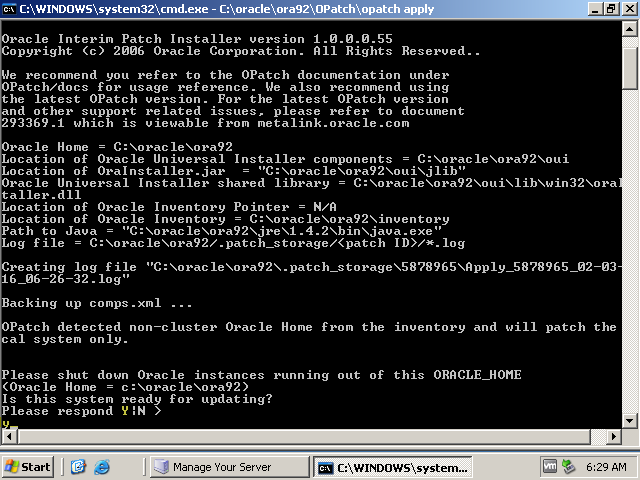 C:\WINDOWS\system32\cmd.exe - C:\oracle\ora92\OPatch\opatch apply
Oracle Interim Patch Installer version 1.0.0.0.55
Copyright (c) 2006 Oracle Corporation. All Rights Reserved..
We recommend you refer to the OPatch documentation under
OPatch/docs for usage reference. We also recommend using
the latest OPatch version. For the latest OPatch version
and other support related issues, please refer to document
293369.1 which is viewable from metalink.oracle.com
Oracle Home = C:\oracle\ora92
Location of Oracle Universal Installer components = C:\oracle\ora92\oui
Location of OraInstaller.jar  = "C:\oracle\ora92\oui\jlib"
Oracle Universal Installer shared library = C:\oracle\ora92\oui\lib\win32\ora
taller.dll
Location of Oracle Inventory Pointer = N/A
Location of Oracle Inventory = C:\oracle\ora92\inventory
Path to Java = "C:\oracle\ora92\jre\1.4.2\bin\java.exe"
Log file = C:\oracle\ora92/.patch_storage/<patch ID>/*.log
Creating log file "C:\oracle\ora92\.patch_storage\5878965\Apply_5878965_02-03-
16_06-26-32.log"
Backing up comps.xml ...
OPatch detected non-cluster Oracle Home from the inventory and will patch the
cal system only.
Please shut down Oracle instances running out of this ORACLE_HOME
(Oracle Home = c:\oracle\ora92)
Is this system ready for updating?
Please respond Y|N >
y_
Start
Manage Your Server
C:\WINDOWS\system...
vm
6:29 AM